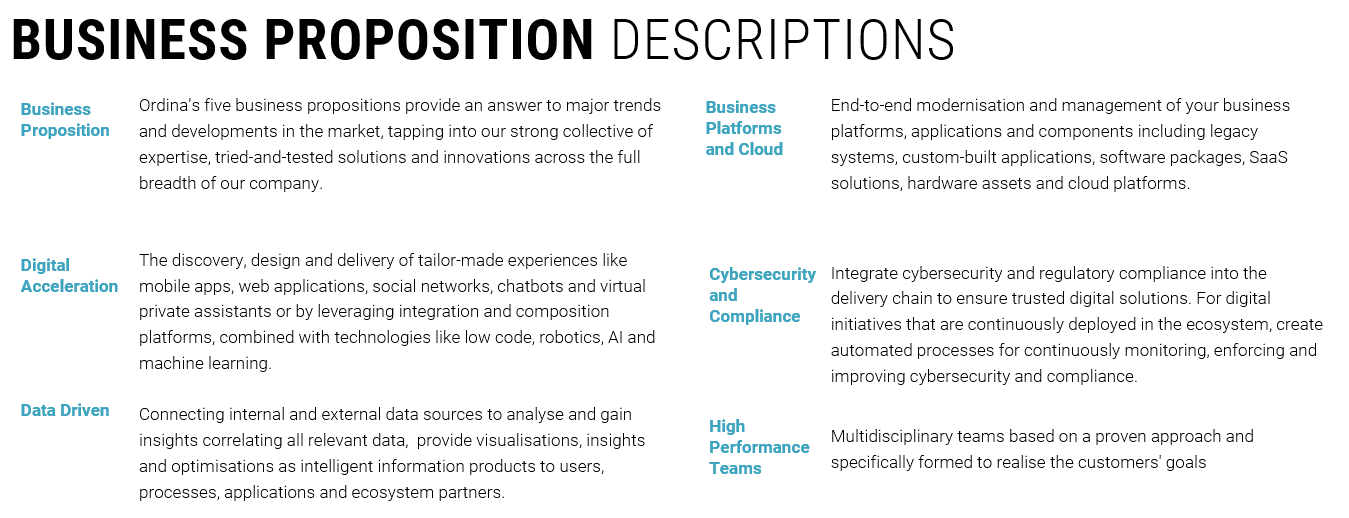 BUSINESS PROPOSITION DESCRIPTIONS
Business
Proposition
Ordina’s five business propositions provide an answer to major trends
and developments in the market, tapping into our strong collective of
expertise, tried-and-tested solutions and innovations across the full
breadth of our company.
Digital
Acceleration
The discovery, design and delivery of tailor-made experiences like
mobile apps, web applications, social networks, chatbots and virtual
private assistants or by leveraging integration and composition
platforms, combined with technologies like low code, robotics, AI and
machine learning.
Data Driven
Connecting internal and external data sources to analyse and gain
insights correlating all relevant data,  provide visualisations, insights
and optimisations as intelligent information products to users,
processes, applications and ecosystem partners.
Business
Platforms
and Cloud
End-to-end modernisation and management of your business
platforms, applications and components including legacy
systems, custom-built applications, software packages, SaaS
solutions, hardware assets and cloud platforms.
Cybersecurity
and
Compliance
Integrate cybersecurity and regulatory compliance into the
delivery chain to ensure trusted digital solutions. For digital
initiatives that are continuously deployed in the ecosystem, create
automated processes for continuously monitoring, enforcing and
improving cybersecurity and compliance.
High
Performance
Teams
Multidisciplinary teams based on a proven approach and
specifically formed to realise the customers' goals